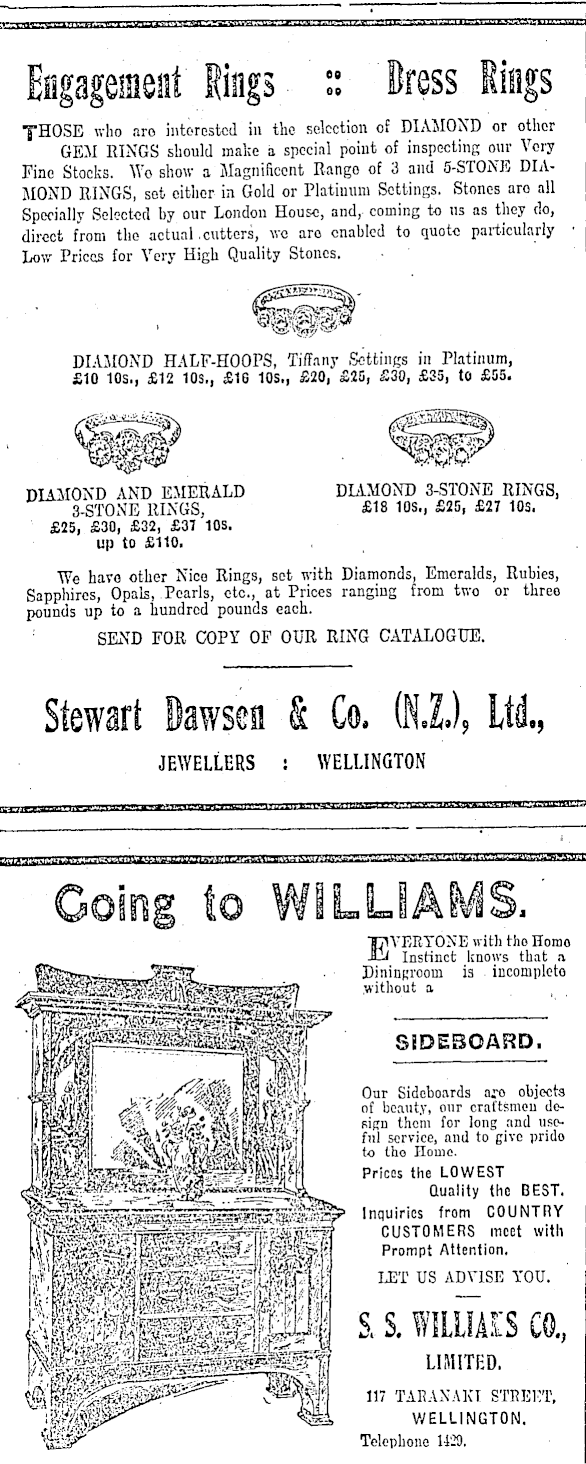 Engagement Rings :: Dress Rings
THOSE who are interested in the selection of DIAMOND or other
GEM RINGS should make a special point of inspecting our Very
Fine Stocks. We show a Magnificent Range of 3 and 5-STONE DIA-
MOND RINGS, set either in Gold or Platinum Settings. Stones are all
Specially Selected by our London House, and, coming to us as they do,
direct from the actual cutters, we are enabled to quote particularly
Low Prices for Very High Quality Stones.
DIAMOND HALF-HOOPS, Tiffany Settings in Platinum,
£10 10s., £12 10s., £16 10s., £20, £25, £30, £35, to £55.
DIAMOND AND EMERALD
3-STONE RINGS,
£25, £30, £32, £37 10s.
up to £110.
DIAMOND 3-STONE RINGS,
£18 10s., £25, £27 10s.
We have other Nice Rings, set with Diamonds, Emeralds, Rubies,
Sapphires, Opals, Pearls, etc., at Prices ranging from two or three
pounds up to a hundred pounds each.
SEND FOR COPY OF OUR RING CATALOGUE.
Stewart Dawson & Co. (N.Z.), Ltd.,
JEWELLERS : WELLINGTON
Going to WILLIAMS.
EVERYONE with the Home
Instinct knows that a
Diningroom is incomplete
without a
SIDEBOARD.
Our Sideboards are objects
of beauty, our craftsmen de-
sign them for long and use-
ful service, and to give pride
to the Home.
Prices the LOWEST
Quality the BEST.
Inquiries from COUNTRY
CUSTOMERS meet with
Prompt Attention.
LET US ADVISE YOU.
S. S. WILLIAMS CO.,
LIMITED.
117 TARANAKI STREET,
WELLINGTON.
Telephone 1429.